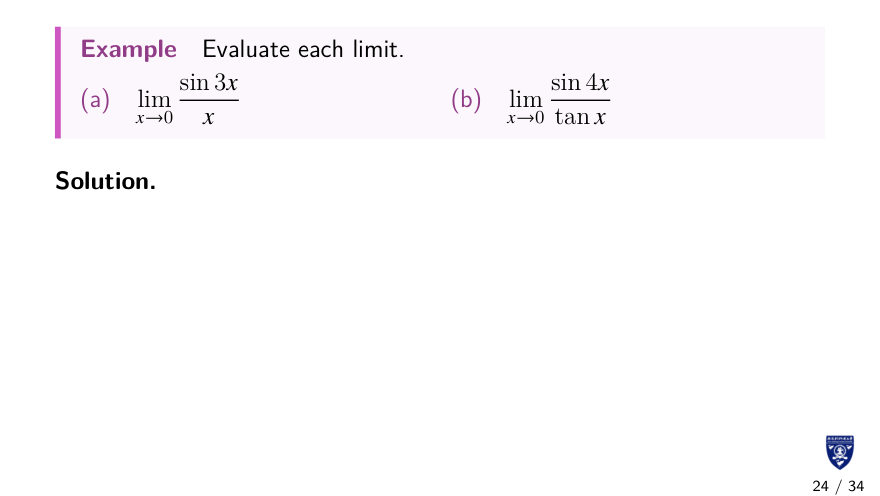 Example Evaluate each limit.
(a) lim x→0 sin 3x / x (b) lim x→0 sin 4x / tan x
Solution.
24 / 34